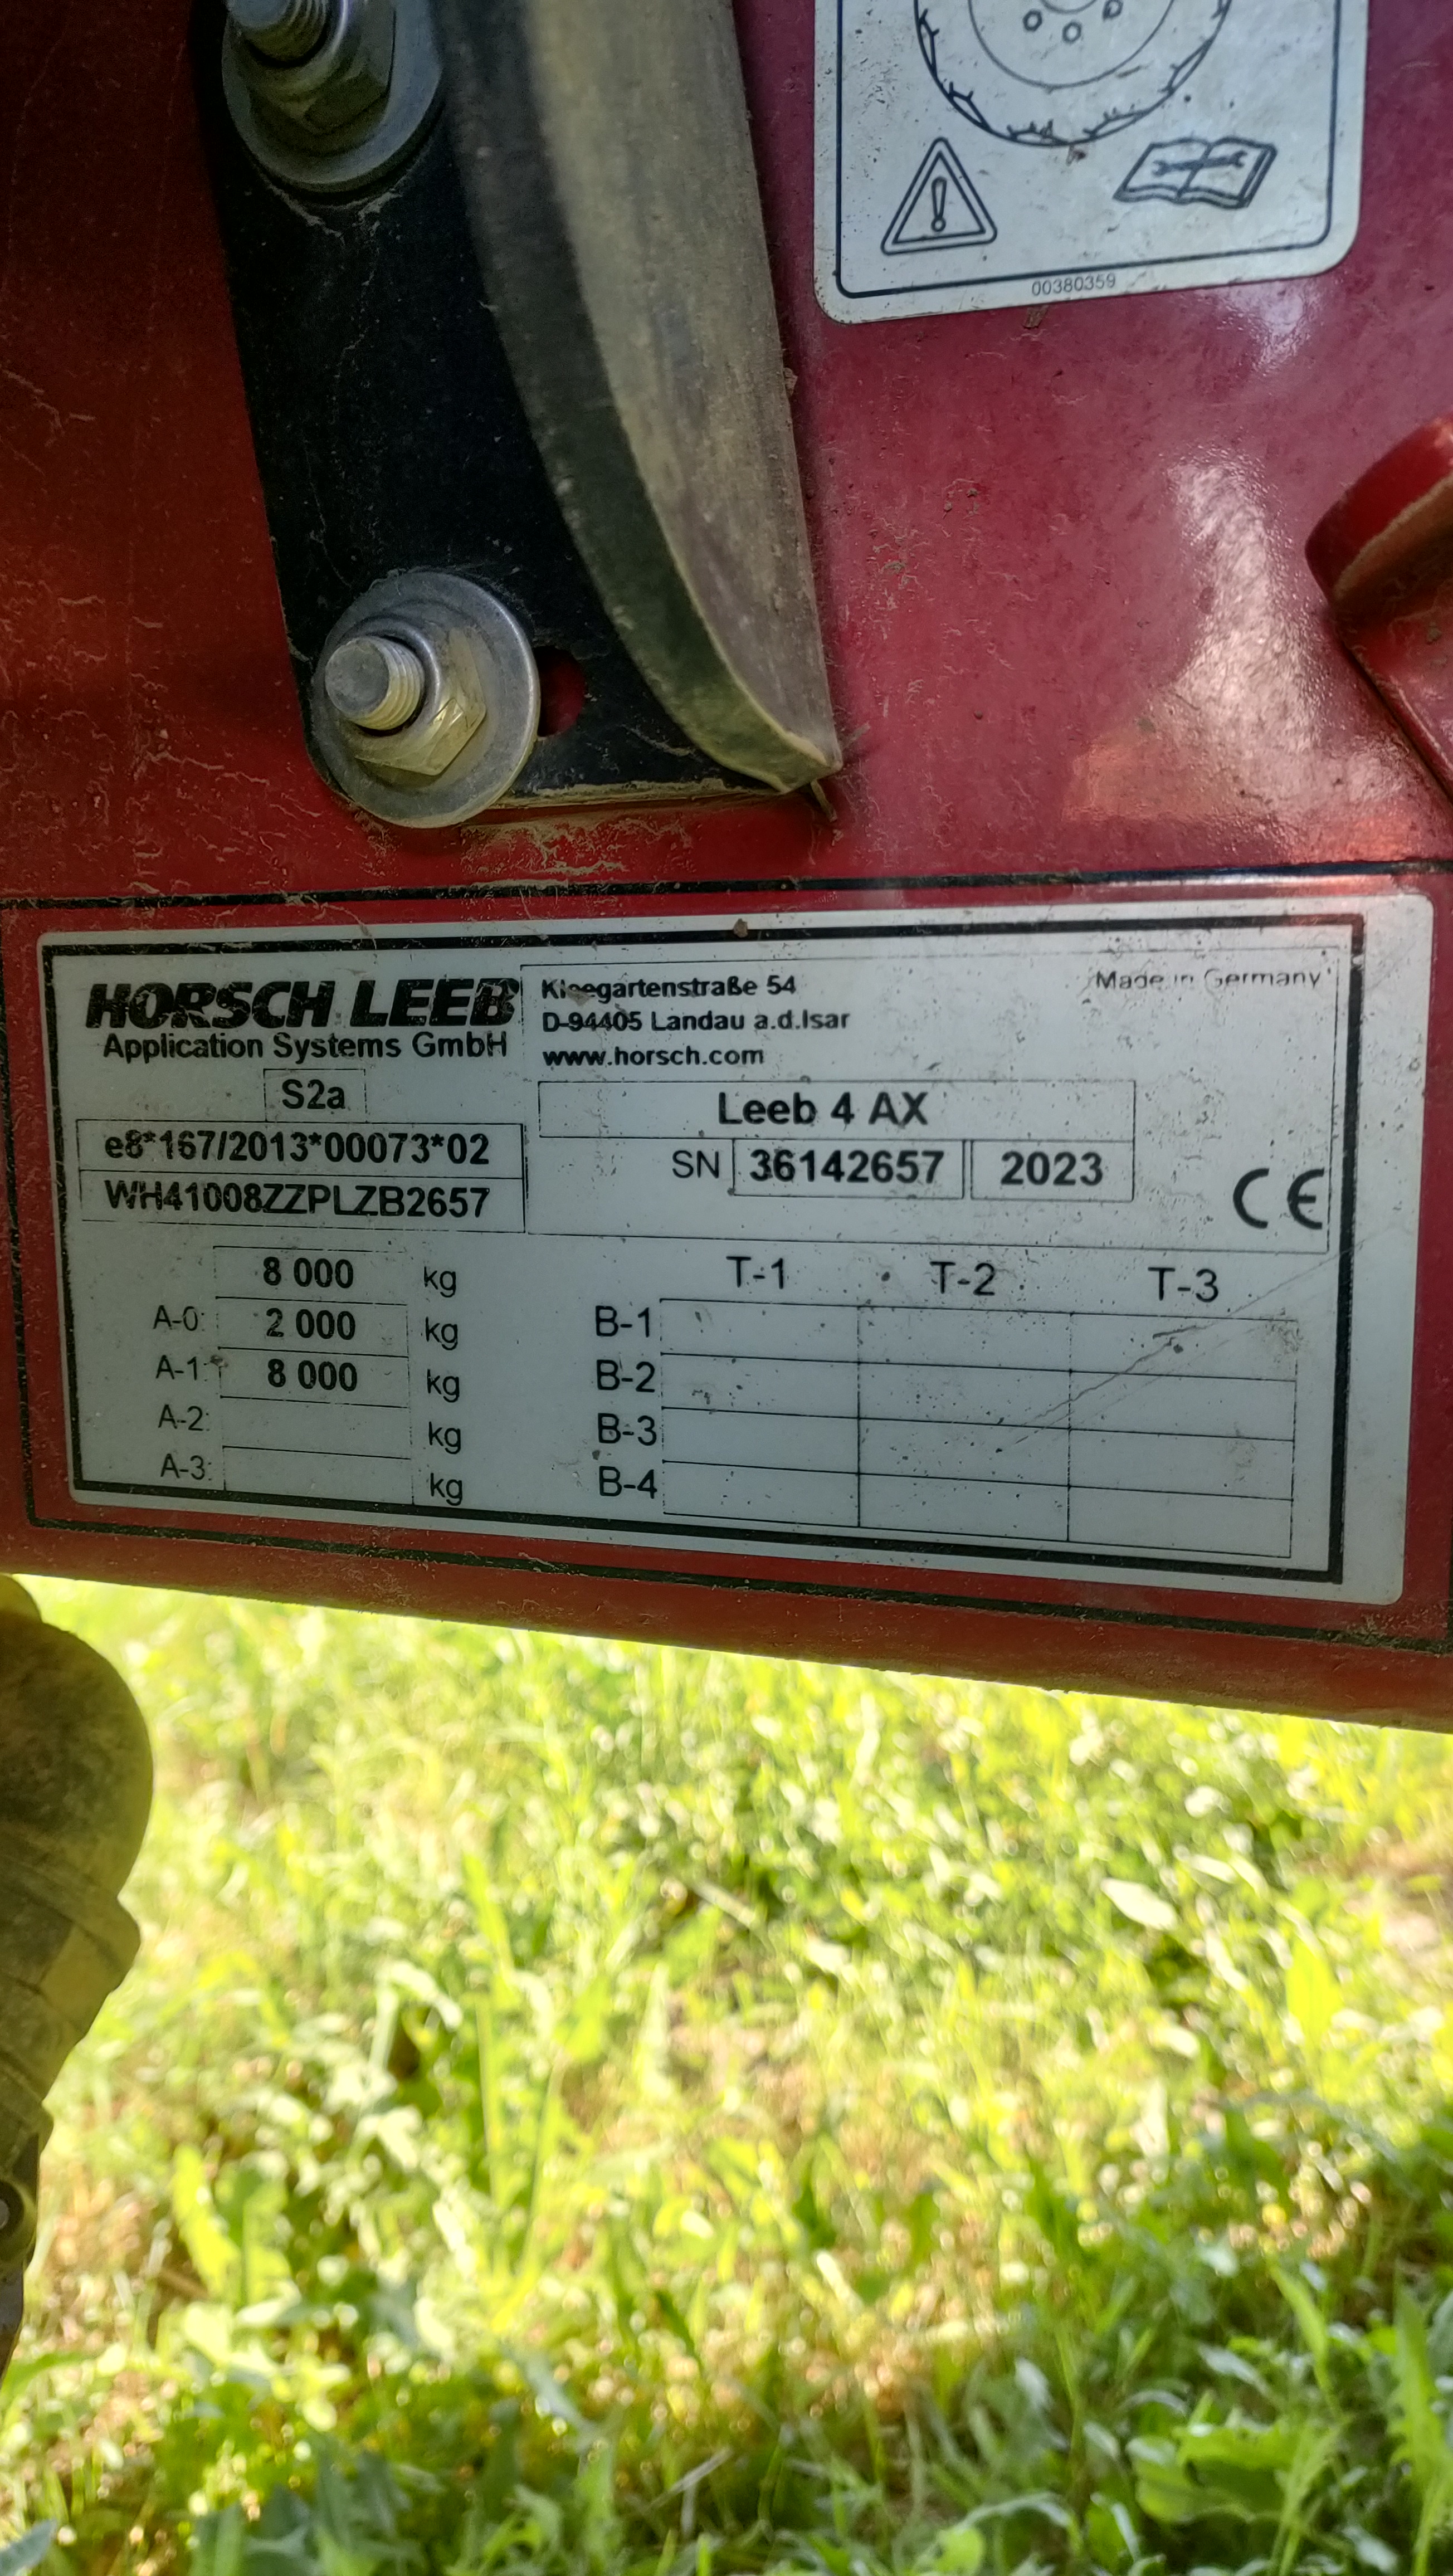 00380359
HORSCH LEEB
Application Systems GmbH
Kleegartenstraße 54
D-94405 Landau a.d.Isar
www.horsch.com
Made in Germany
S2a
e8*167/2013*00073*02
WH41008ZZPLZB2657
Leeb 4 AX
SN 36142657 2023
CE
8 000 kg
A-0: 2 000 kg
A-1: 8 000 kg
A-2: kg
A-3: kg
T-1 T-2 T-3
B-1
B-2
B-3
B-4